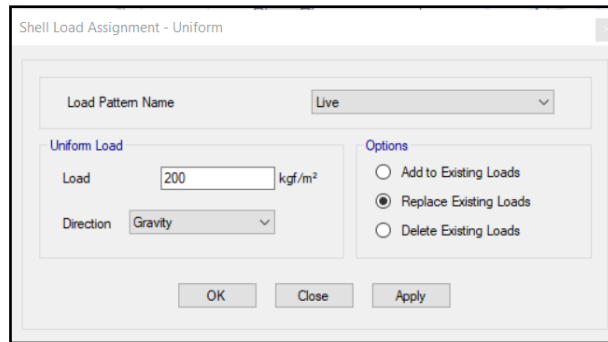 Shell Load Assignment - Uniform
Load Pattern Name
Live
Uniform Load
Load
200
kgf/m²
Direction
Gravity
Options
Add to Existing Loads
Replace Existing Loads
Delete Existing Loads
OK
Close
Apply